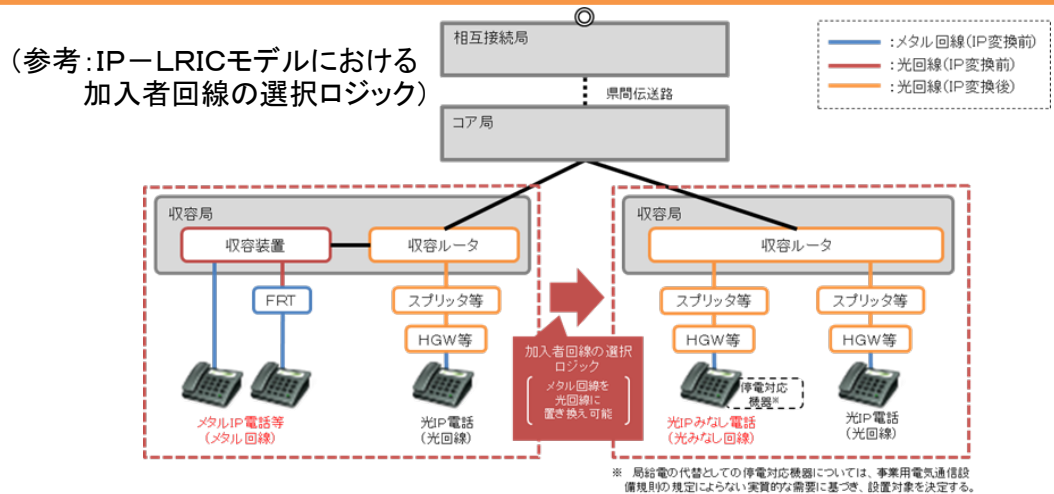 (参考:IP-LRICモデルにおける
加入者回線の選択ロジック)
相互接続局
県間伝送路
コア局
:メタル回線(IP変換前)
:光回線(IP変換前)
:光回線(IP変換後)
収容局
収容装置
収容ルータ
FRT
スプリッタ等
HGW等
メタルIP電話等
(メタル回線)
光IP電話
(光回線)
加入者回線の選択
ロジック
メタル回線を
光回線に
置き換え可能
収容局
収容ルータ
スプリッタ等
スプリッタ等
HGW等
HGW等
停電対応
機器※
光IPみなし電話
(光みなし回線)
光IP電話
(光回線)
※ 局給電の代替としての停電対応機器については、事業用電気通信設
備規則の規定によらない実質的な需要に基づき、設置対象を決定する。